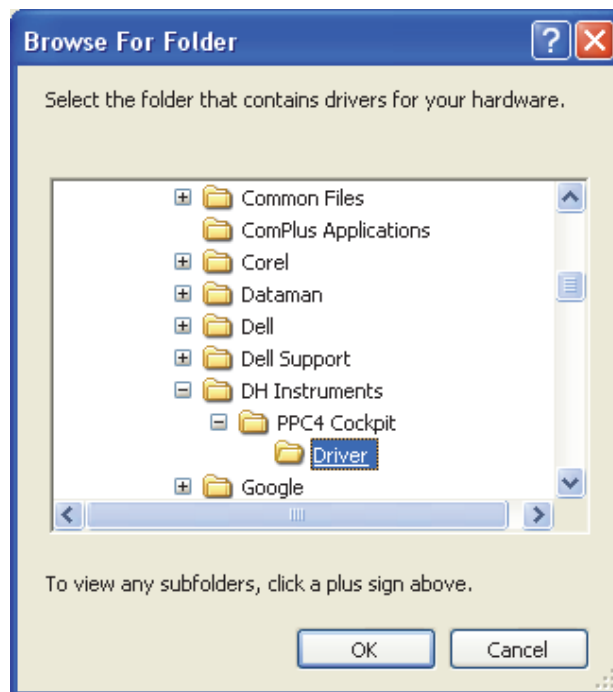 Browse For Folder
Select the folder that contains drivers for your hardware.
Common Files
ComPlus Applications
Corel
Dataman
Dell
Dell Support
DH Instruments
PPC4 Cockpit
Driver
Google
To view any subfolders, click a plus sign above.
OK Cancel